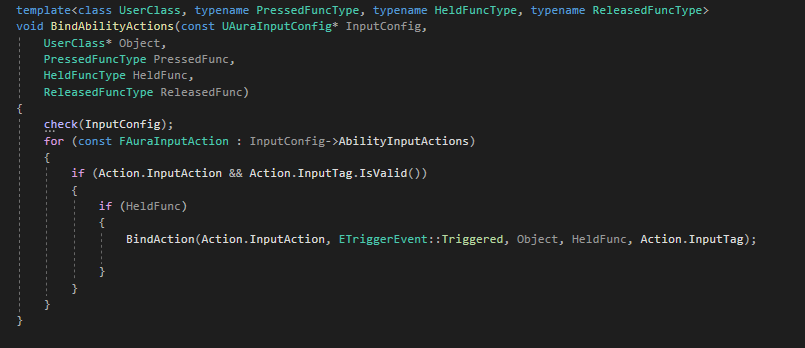 template<class UserClass, typename PressedFuncType, typename HeldFuncType, typename ReleasedFuncType>
void BindAbilityActions(const UAuraInputConfig* InputConfig,
UserClass* Object,
PressedFuncType PressedFunc,
HeldFuncType HeldFunc,
ReleasedFuncType ReleasedFunc)
{
check(InputConfig);
for (const FAuraInputAction : InputConfig->AbilityInputActions)
{
if (Action.InputAction && Action.InputTag.IsValid())
{
if (HeldFunc)
{
BindAction(Action.InputAction, ETriggerEvent::Triggered, Object, HeldFunc, Action.InputTag);
}
}
}
}